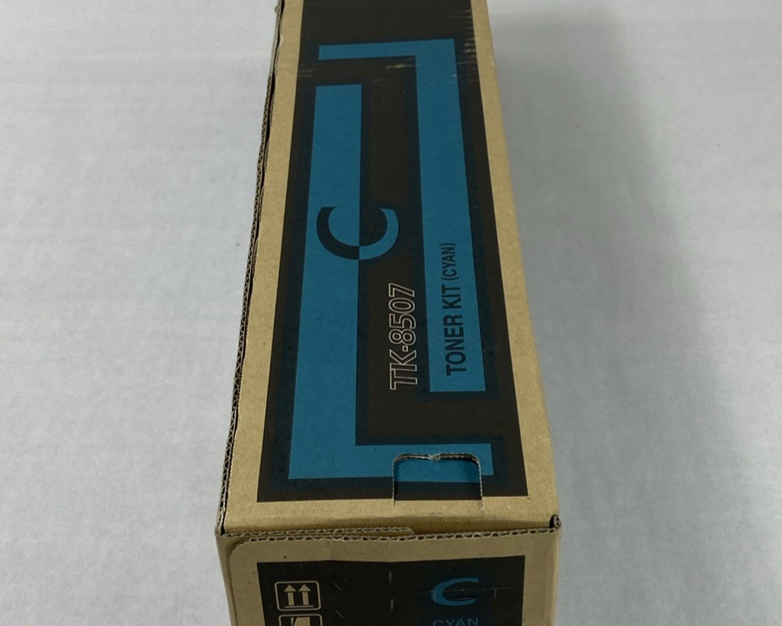 C
TK-8507
TONER KIT (CYAN)
C
CYAN